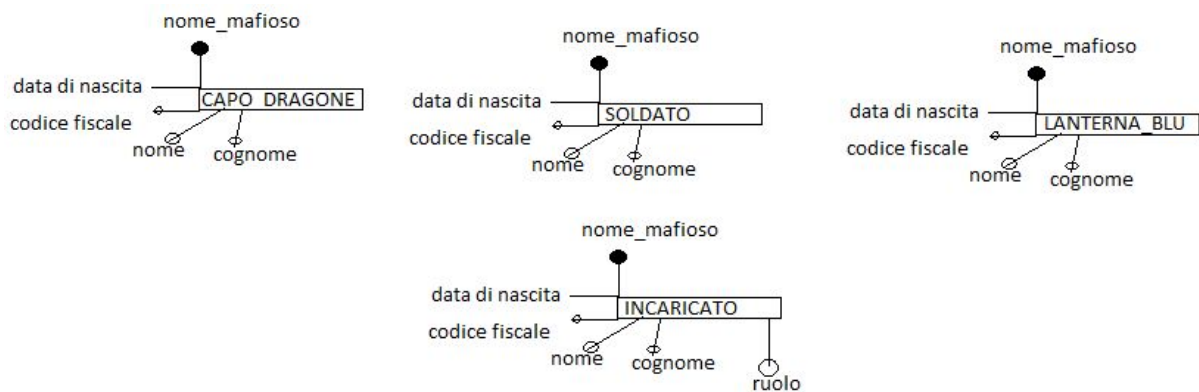 nome_mafioso
data di nascita
CAPO_DRAGONE
codice fiscale
nome
cognome
nome_mafioso
data di nascita
SOLDATO
codice fiscale
nome
cognome
nome_mafioso
data di nascita
LANTERNA_BLU
codice fiscale
nome
cognome
nome_mafioso
data di nascita
INCARICATO
codice fiscale
nome
cognome
ruolo